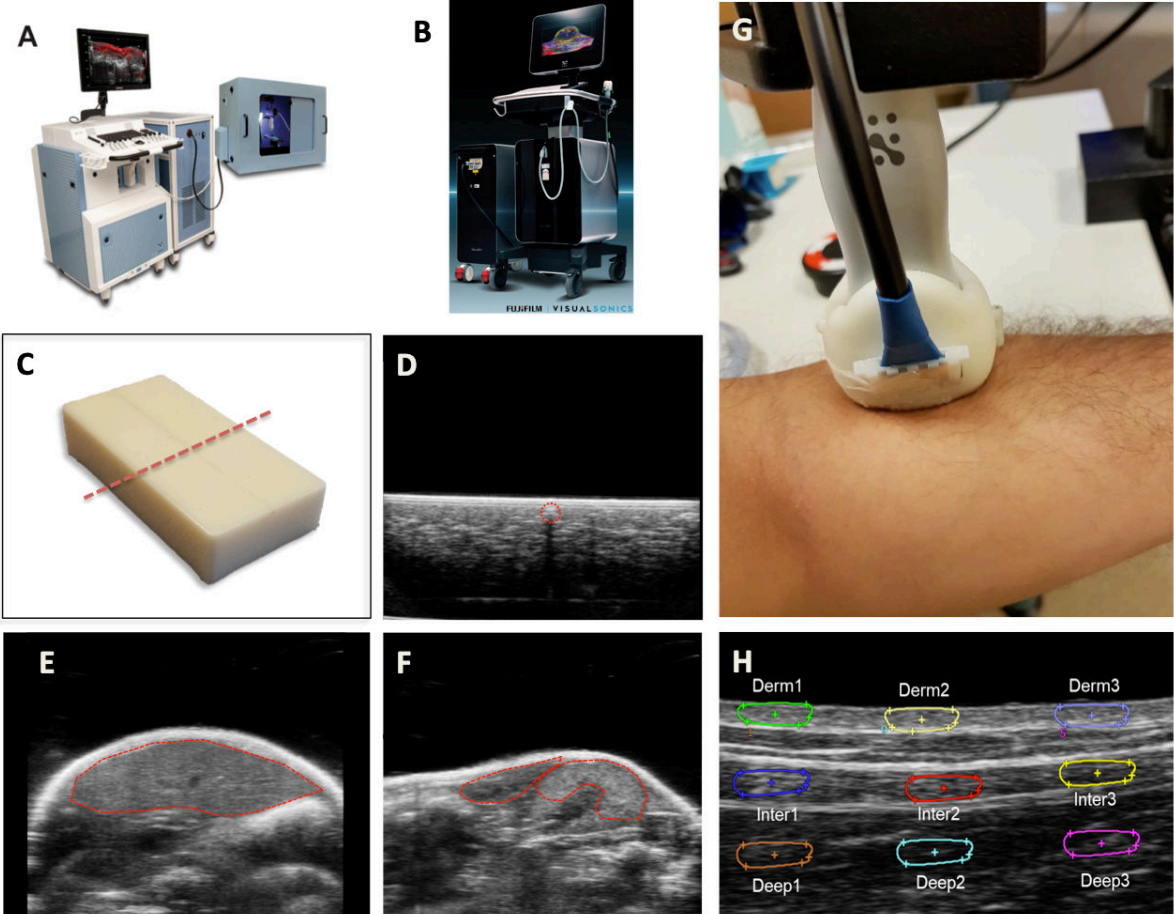 A
B
FUJIFILM | VISUALSONICS
G
C
D
E
F
H
Derm1
Derm2
Derm3
Inter1
Inter2
Inter3
Deep1
Deep2
Deep3